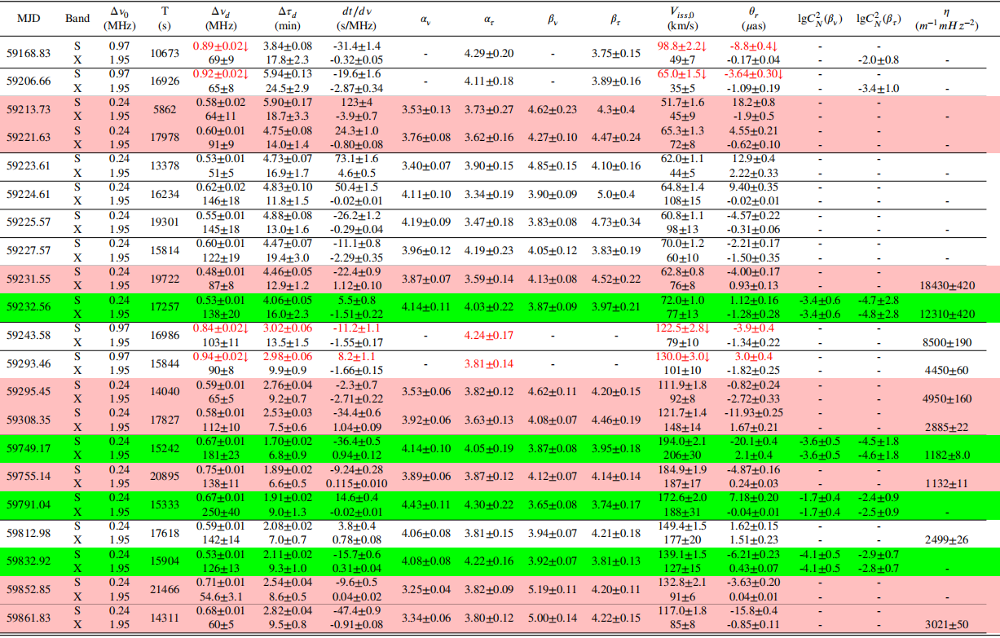 MJD Band Δν0 (MHz) T (s) Δνd (MHz) Δτd (min) dt/dν (s/MHz) αν ατ βν βτ Viss,0 (km/s) θr (μas) lgC²N(βν) lgC²N(βτ) η (m⁻¹mHz⁻²)
59168.83 S 0.97 10673 0.89±0.02↓ 3.84±0.08 -31.4±1.4 - 4.29±0.20 - 3.75±0.15 98.8±2.2↓ -8.8±0.4↓ - -
X 1.95 69±9 17.8±2.3 -0.32±0.05 49±7 -0.17±0.04 - -2.0±0.8 -
59206.66 S 0.97 16926 0.92±0.02↓ 5.94±0.13 -19.6±1.6 - 4.11±0.18 - 3.89±0.16 65.0±1.5↓ -3.64±0.30↓ - -
X 1.95 65±8 24.5±2.9 -2.87±0.34 35±5 -1.09±0.19 - -3.4±1.0 -
59213.73 S 0.24 5862 0.58±0.02 5.90±0.17 123±4 3.53±0.13 3.73±0.27 4.62±0.23 4.3±0.4 51.7±1.6 18.2±0.8 - -
X 1.95 64±11 18.7±3.3 -3.9±0.7 45±9 -1.9±0.5 - - -
59221.63 S 0.24 17978 0.60±0.01 4.75±0.08 24.3±1.0 3.76±0.08 3.62±0.16 4.27±0.10 4.47±0.24 65.3±1.3 4.55±0.21 - -
X 1.95 91±9 14.0±1.4 -0.80±0.08 72±8 -0.62±0.10 - - -
59223.61 S 0.24 13378 0.53±0.01 4.73±0.07 73.1±1.6 3.40±0.07 3.90±0.15 4.85±0.15 4.10±0.16 62.0±1.1 12.9±0.4 - -
X 1.95 51±5 16.9±1.7 4.6±0.5 44±5 2.22±0.33 - - -
59224.61 S 0.24 16234 0.62±0.02 4.83±0.10 50.4±1.5 4.11±0.10 3.34±0.19 3.90±0.09 5.0±0.4 64.8±1.4 9.40±0.35 - -
X 1.95 146±18 11.8±1.5 -0.02±0.01 108±15 -0.02±0.01 - - -
59225.57 S 0.24 19301 0.55±0.01 4.88±0.08 -26.2±1.2 4.19±0.09 3.47±0.18 3.83±0.08 4.73±0.34 60.8±1.1 -4.57±0.22 - -
X 1.95 145±18 13.0±1.6 -0.29±0.04 98±13 -0.31±0.06 - - -
59227.57 S 0.24 15814 0.60±0.01 4.47±0.07 -11.1±0.8 3.96±0.12 4.19±0.23 4.05±0.12 3.83±0.19 70.0±1.2 -2.21±0.17 - -
X 1.95 122±19 19.4±3.0 -2.29±0.35 60±10 -1.50±0.35 - - -
59231.55 S 0.24 19722 0.48±0.01 4.46±0.05 -22.4±0.9 3.87±0.07 3.59±0.14 4.13±0.08 4.52±0.22 62.8±0.8 -4.00±0.17 - -
X 1.95 87±8 12.9±1.2 1.12±0.10 76±8 0.93±0.13 - - 18430±420
59232.56 S 0.24 17257 0.53±0.01 4.06±0.05 5.5±0.8 4.14±0.11 4.03±0.22 3.87±0.09 3.97±0.21 72.0±1.0 1.12±0.16 -3.4±0.6 -4.7±2.8
X 1.95 138±20 16.0±2.3 -1.51±0.22 77±13 -1.28±0.28 -3.4±0.6 -4.8±2.8 12310±420
59243.58 S 0.97 16986 0.84±0.02↓ 3.02±0.06 -11.2±1.1 - 4.24±0.17 - - 122.5±2.8↓ -3.9±0.4 - -
X 1.95 103±11 13.5±1.5 -1.55±0.17 79±10 -1.34±0.22 - - 8500±190
59293.46 S 0.97 15844 0.94±0.02↓ 2.98±0.06 8.2±1.1 - 3.81±0.14 - - 130.0±3.0↓ 3.0±0.4 - -
X 1.95 90±8 9.9±0.9 -1.66±0.15 101±10 -1.82±0.25 - - 4450±60
59295.45 S 0.24 14040 0.59±0.01 2.76±0.04 -2.3±0.7 3.53±0.06 3.82±0.12 4.62±0.11 4.20±0.15 111.9±1.8 -0.82±0.24 - -
X 1.95 65±5 9.2±0.7 -2.71±0.22 92±8 -2.72±0.33 - - 4950±160
59308.35 S 0.24 17827 0.58±0.01 2.53±0.03 -34.4±0.6 3.92±0.06 3.63±0.13 4.08±0.07 4.46±0.19 121.7±1.4 -11.93±0.25 - -
X 1.95 112±10 7.5±0.6 1.04±0.09 148±14 1.67±0.21 - - 2885±22
59749.17 S 0.24 15242 0.67±0.01 1.70±0.02 -36.4±0.5 4.14±0.10 4.05±0.19 3.87±0.08 3.95±0.18 194.0±2.1 -20.1±0.4 -3.6±0.5 -4.5±1.8
X 1.95 181±23 6.8±0.9 0.94±0.12 206±30 2.1±0.4 -3.6±0.5 -4.6±1.8 1182±8.0
59755.14 S 0.24 20895 0.75±0.01 1.89±0.02 -9.24±0.28 3.89±0.06 3.87±0.12 4.12±0.07 4.14±0.14 184.9±1.9 -4.87±0.16 - -
X 1.95 138±11 6.6±0.5 0.115±0.010 187±17 0.24±0.03 - - 1132±11
59791.04 S 0.24 15333 0.67±0.01 1.91±0.02 14.6±0.4 4.43±0.11 4.30±0.22 3.65±0.08 3.74±0.17 172.6±2.0 7.18±0.20 -1.7±0.4 -2.4±0.9
X 1.95 250±40 9.0±1.3 -0.02±0.01 188±31 -0.04±0.01 -1.7±0.4 -2.5±0.9 -
59812.98 S 0.24 17618 0.59±0.01 2.08±0.02 3.8±0.4 4.06±0.08 3.81±0.15 3.94±0.07 4.21±0.18 149.4±1.5 1.62±0.15 - -
X 1.95 142±14 7.0±0.7 0.78±0.08 177±20 1.51±0.23 - - 2499±26
59832.92 S 0.24 15904 0.53±0.01 2.11±0.02 -15.7±0.6 4.08±0.08 4.22±0.16 3.92±0.07 3.81±0.13 139.1±1.5 -6.21±0.23 -4.1±0.5 -2.9±0.7
X 1.95 126±13 9.3±1.0 0.31±0.04 127±15 0.43±0.07 -4.1±0.5 -2.8±0.7 -
59852.85 S 0.24 21466 0.71±0.01 2.54±0.04 -9.6±0.5 3.25±0.04 3.82±0.09 5.19±0.11 4.20±0.11 132.8±2.1 -3.63±0.20 - -
X 1.95 54.6±3.1 8.6±0.5 0.04±0.02 91±6 0.04±0.01 - -
59861.83 S 0.24 14311 0.68±0.01 2.82±0.04 -47.4±0.9 3.34±0.06 3.80±0.12 5.00±0.14 4.22±0.15 117.0±1.8 -15.8±0.4 - -
X 1.95 60±5 9.5±0.8 -0.91±0.08 85±8 -0.85±0.11 - - 3021±50